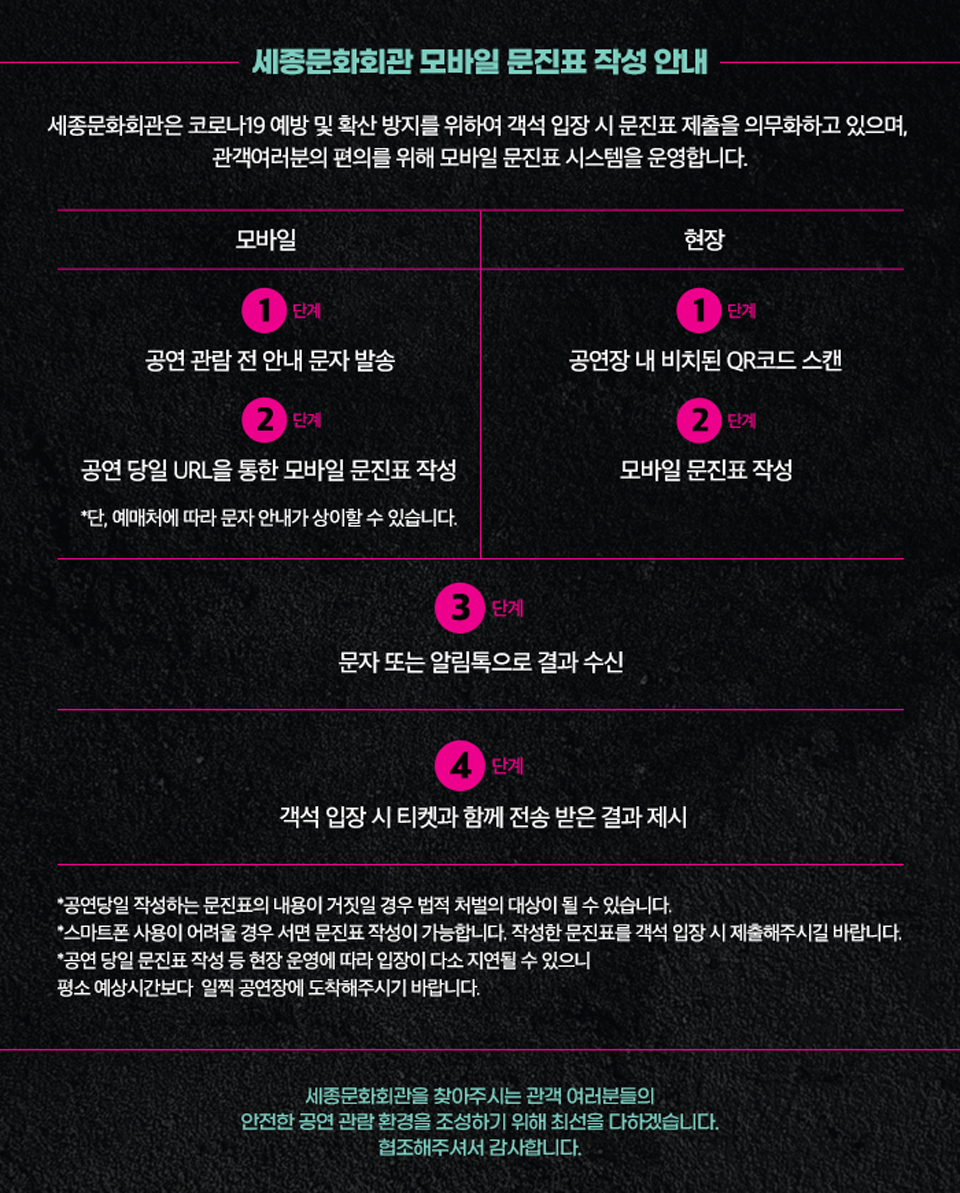 세종문화회관 모바일 문진표 작성 안내
세종문화회관은 코로나19 예방 및 확산 방지를 위하여 객석 입장 시 문진표 제출을 의무화하고 있으며,
관객여러분의 편의를 위해 모바일 문진표 시스템을 운영합니다.
모바일
1 단계
공연 관람 전 안내 문자 발송
2 단계
공연 당일 URL을 통한 모바일 문진표 작성
*단, 예매처에 따라 문자 안내가 상이할 수 있습니다.
현장
1 단계
공연장 내 비치된 QR코드 스캔
2 단계
모바일 문진표 작성
3 단계
문자 또는 알림톡으로 결과 수신
4 단계
객석 입장 시 티켓과 함께 전송 받은 결과 제시
*공연당일 작성하는 문진표의 내용이 거짓일 경우 법적 처벌의 대상이 될 수 있습니다.
*스마트폰 사용이 어려울 경우 서면 문진표 작성이 가능합니다. 작성한 문진표를 객석 입장 시 제출해주시길 바랍니다.
*공연 당일 문진표 작성 등 현장 운영에 따라 입장이 다소 지연될 수 있으니
평소 예상시간보다 일찍 공연장에 도착해주시기 바랍니다.
세종문화회관을 찾아주시는 관객 여러분들의
안전한 공연 관람 환경을 조성하기 위해 최선을 다하겠습니다.
협조해주셔서 감사합니다.